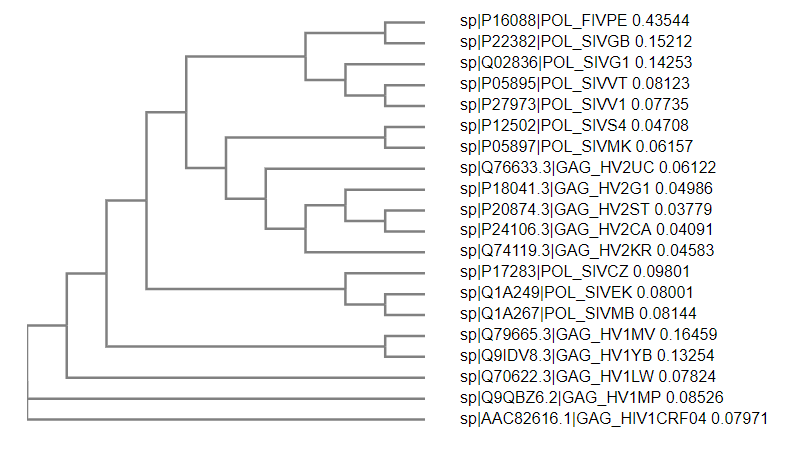 sp|P16088|POL_FIVPE 0.43544
sp|P22382|POL_SIVGB 0.15212
sp|Q02836|POL_SIVG1 0.14253
sp|P05895|POL_SIVVT 0.08123
sp|P27973|POL_SIVV1 0.07735
sp|P12502|POL_SIVS4 0.04708
sp|P05897|POL_SIVMK 0.06157
sp|Q76633.3|GAG_HV2UC 0.06122
sp|P18041.3|GAG_HV2G1 0.04986
sp|P20874.3|GAG_HV2ST 0.03779
sp|P24106.3|GAG_HV2CA 0.04091
sp|Q74119.3|GAG_HV2KR 0.04583
sp|P17283|POL_SIVCZ 0.09801
sp|Q1A249|POL_SIVEK 0.08001
sp|Q1A267|POL_SIVMB 0.08144
sp|Q79665.3|GAG_HV1MV 0.16459
sp|Q9IDV8.3|GAG_HV1YB 0.13254
sp|Q70622.3|GAG_HV1LW 0.07824
sp|Q9QBZ6.2|GAG_HV1MP 0.08526
sp|AAC82616.1|GAG_HIV1CRF04 0.07971